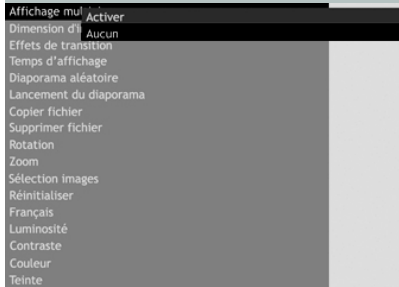 Affichage
Activer
Dimension
Aucun
Effets de transition
Temps d'affichage
Diaporama aléatoire
Lancement du diaporama
Copier fichier
Supprimer fichier
Rotation
Zoom
Sélection images
Réinitialiser
Français
Luminosité
Contraste
Couleur
Teinte